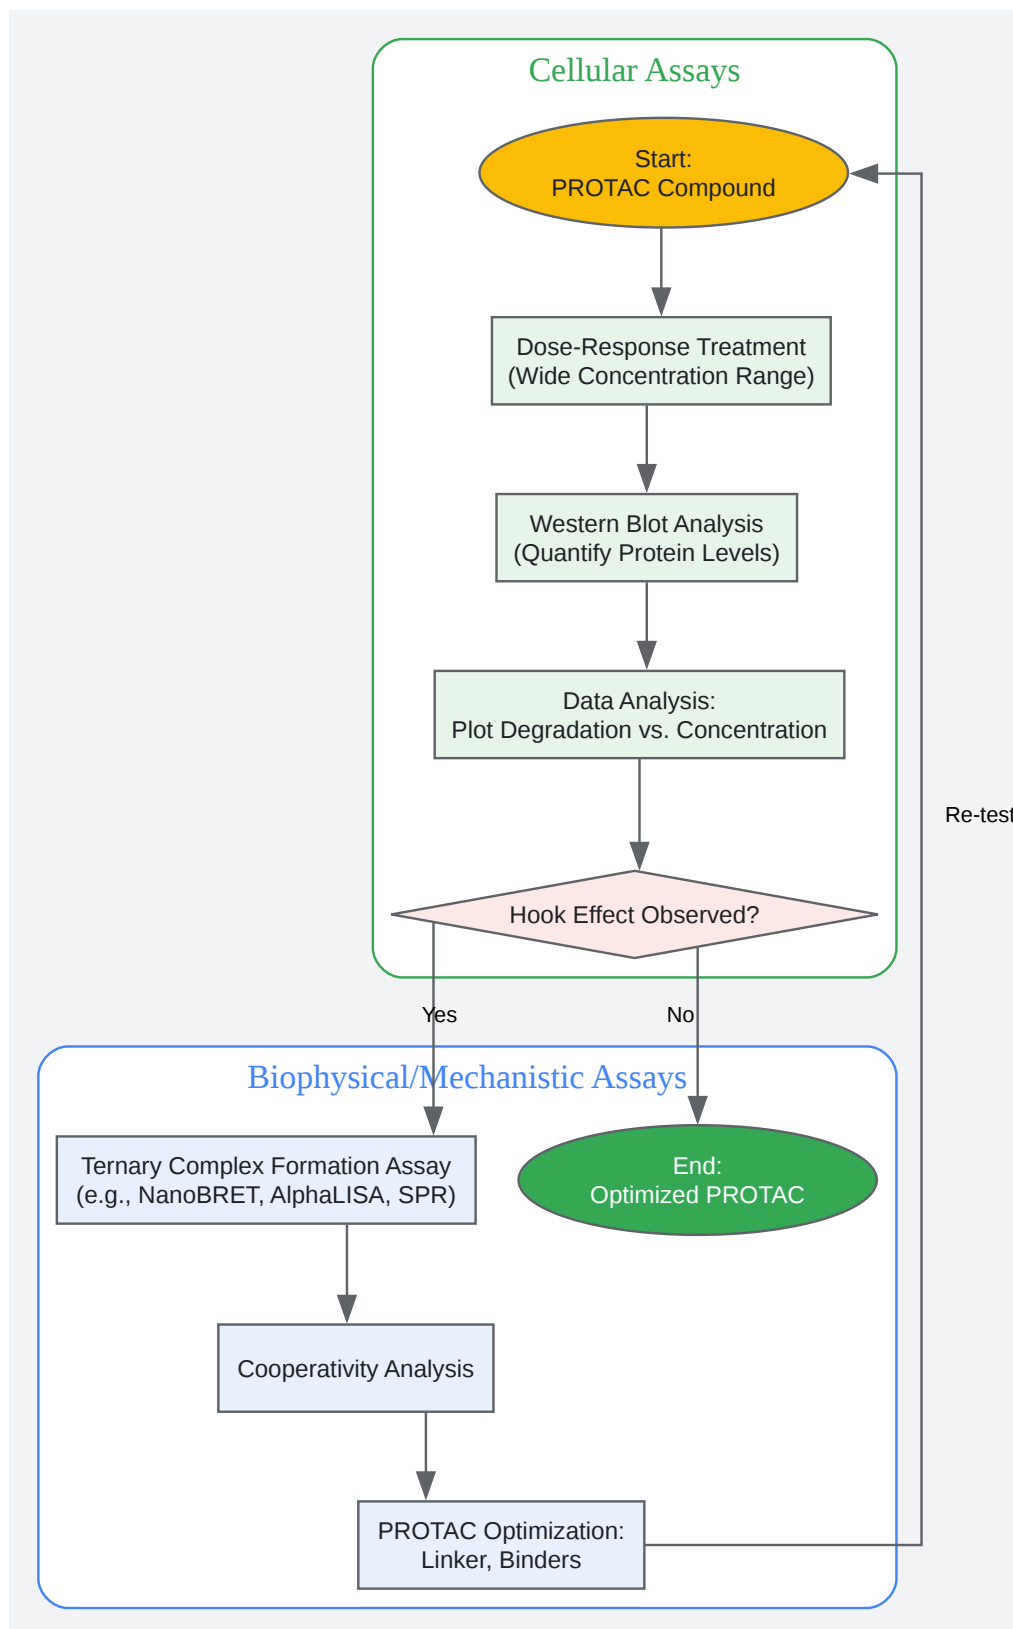 Cellular Assays
Start:
PROTAC Compound
Dose-Response Treatment
(Wide Concentration Range)
Western Blot Analysis
(Quantify Protein Levels)
Data Analysis:
Plot Degradation vs. Concentration
Re-test
Hook Effect Observed?
Yes
No
Biophysical/Mechanistic Assays
Ternary Complex Formation Assay
(e.g., NanoBRET, AlphaLISA, SPR)
End:
Optimized PROTAC
Cooperativity Analysis
PROTAC Optimization:
Linker, Binders